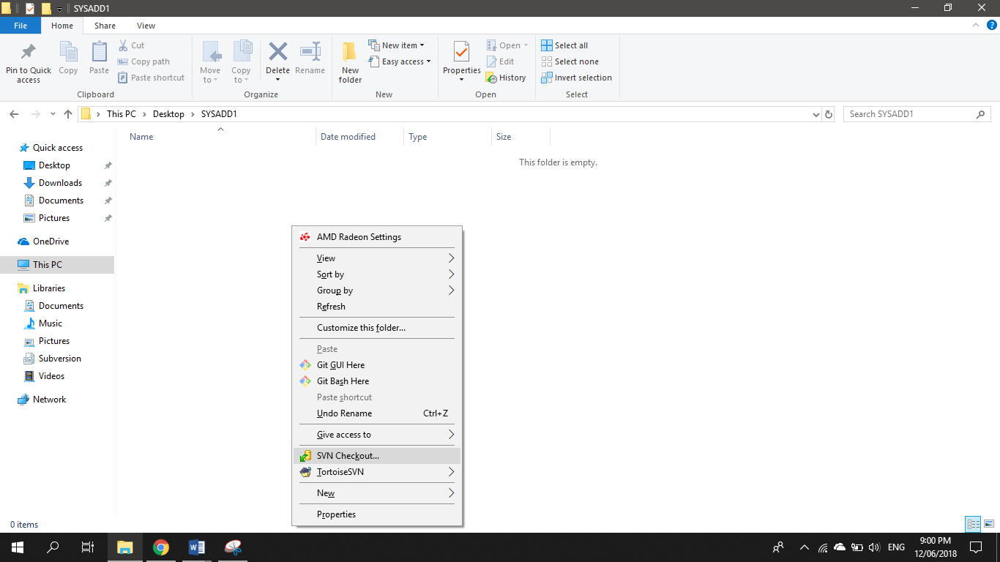 SYSADD1
File Home Share View
Pin to Quick access
Copy
Paste
Cut
Copy path
Paste shortcut
Clipboard
Move to
Copy to
Delete
Rename
Organize
New folder
New item
Easy access
New
Properties
Open
Edit
History
Open
Select all
Select none
Invert selection
Select
This PC Desktop SYSADD1
Search SYSADD1
Name Date modified Type Size
This folder is empty.
Quick access
Desktop
Downloads
Documents
Pictures
OneDrive
This PC
Libraries
Documents
Music
Pictures
Subversion
Videos
Network
AMD Radeon Settings
View
Sort by
Group by
Refresh
Customize this folder...
Paste
Git GUI Here
Git Bash Here
Paste shortcut
Undo Rename Ctrl+Z
Give access to
SVN Checkout...
TortoiseSVN
New
Properties
0 items
ENG
9:00 PM
12/06/2018